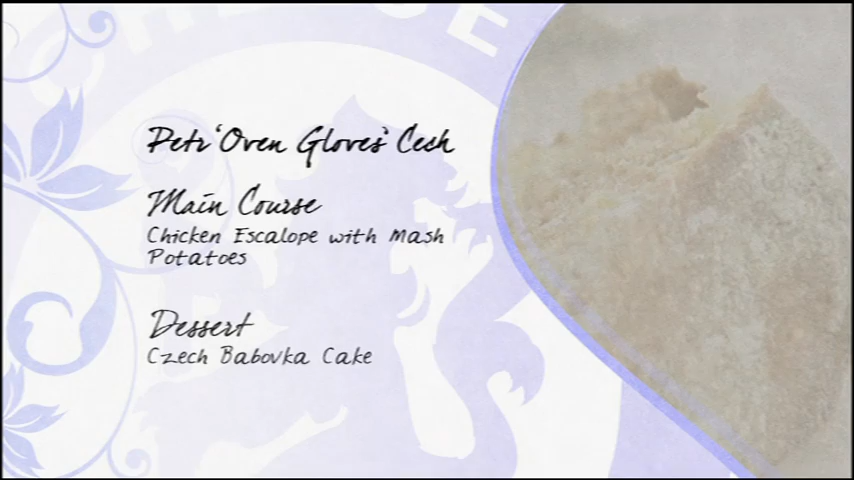 Petr 'Oven Gloves' Cech
Main Course
Chicken Escalope with Mash
Potatoes
Dessert
Czech Babovka Cake